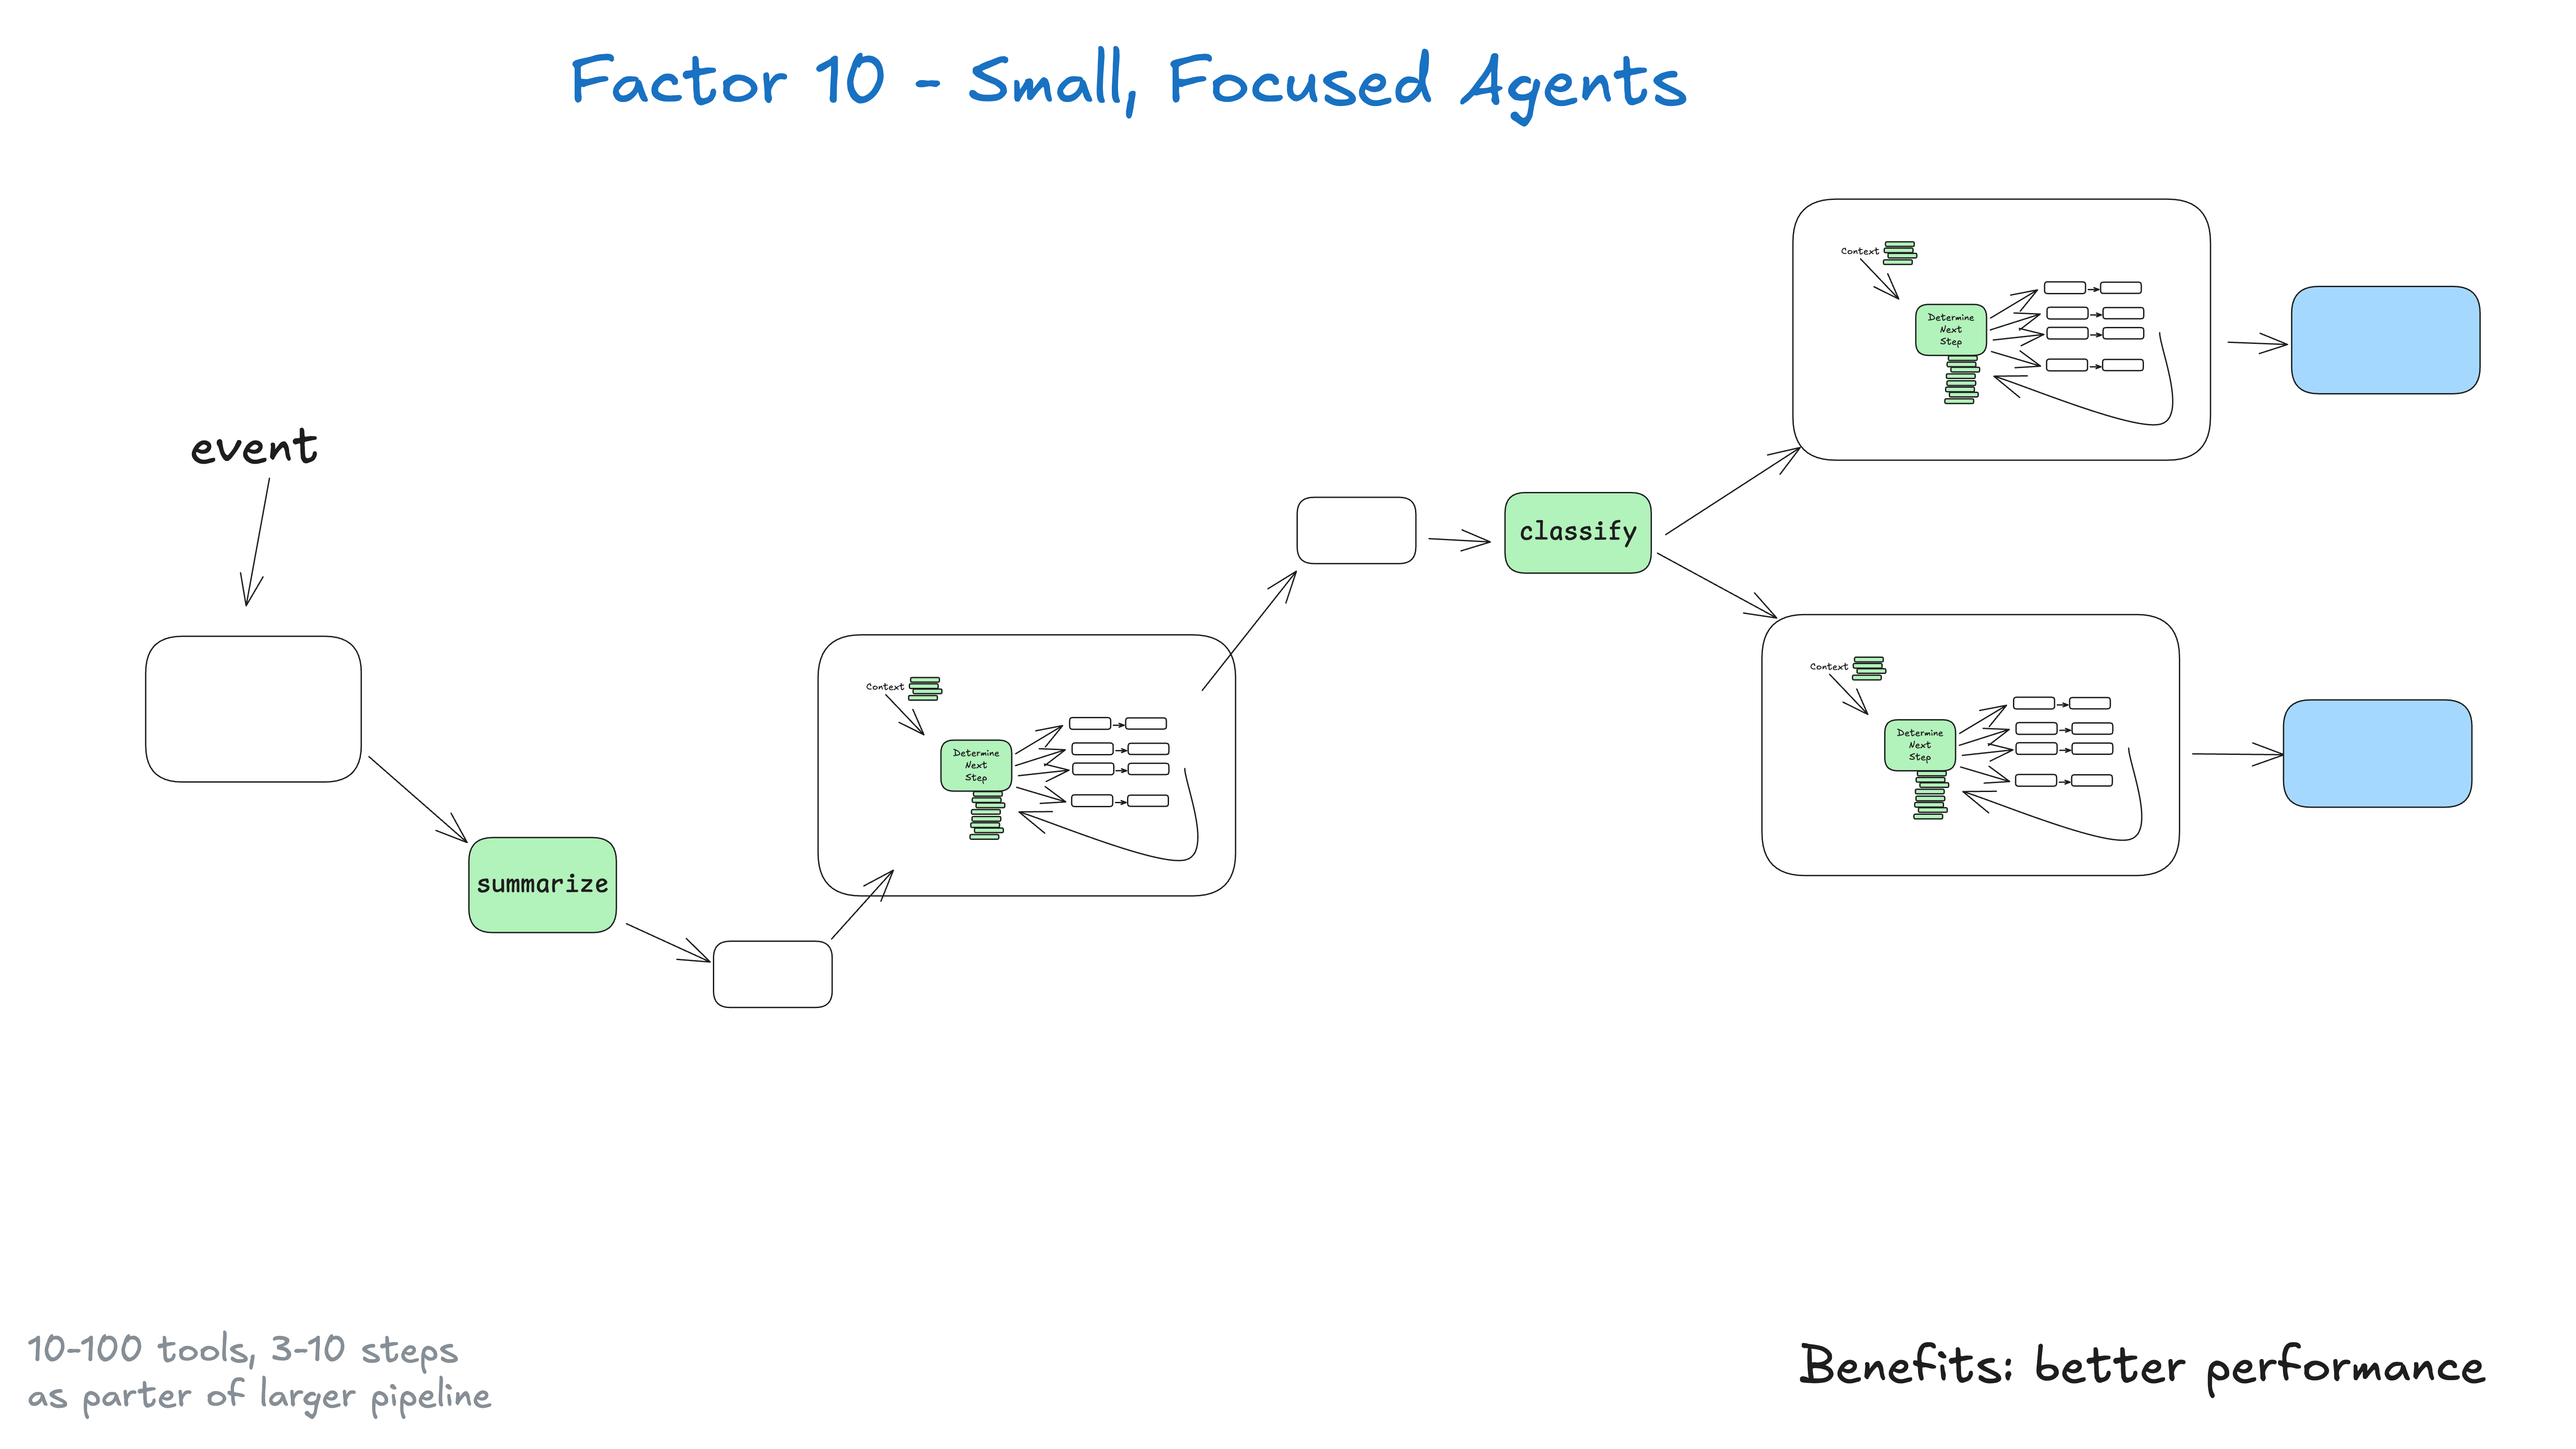 Factor 10 - Small, Focused Agents
event
summarize
Context
Determine
Next
Step
classify
Context
Determine
Next
Step
Context
Determine
Next
Step
10-100 tools, 3-10 steps
as parter of larger pipeline
Benefits: better performance